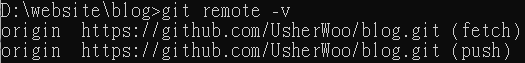 D:\website\blog>git remote -v
origin  https://github.com/UsherWoo/blog.git (fetch)
origin  https://github.com/UsherWoo/blog.git (push)